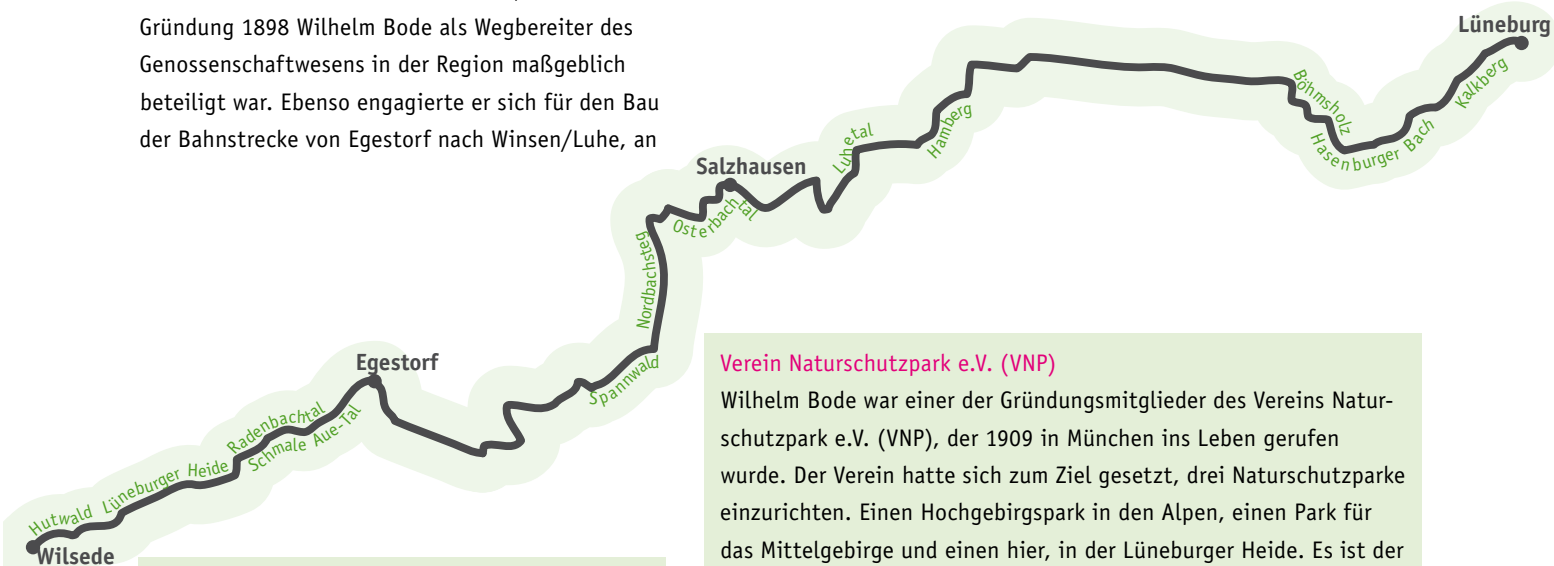 Gründung 1898 Wilhelm Bode als Wegbereiter des
Genossenschaftwesens in der Region maßgeblich
beteiligt war. Ebenso engagierte er sich für den Bau
der Bahnstrecke von Egestorf nach Winsen/Luhe, an
Lüneburg
Kalkberg
Böhmsholz
Hasenburger Bach
Hamberg
Luhetal
Salzhausen
Osterbachtal
Nordbachsteg
Spannwald
Egestorf
Radenbachtal
Schmale Aue-Tal
Lüneburger Heide
Hutwald
Wilsede
Verein Naturschutzpark e.V. (VNP)
Wilhelm Bode war einer der Gründungsmitglieder des Vereins Natur-
schutzpark e.V. (VNP), der 1909 in München ins Leben gerufen
wurde. Der Verein hatte sich zum Ziel gesetzt, drei Naturschutzparke
einzurichten. Einen Hochgebirgspark in den Alpen, einen Park für
das Mittelgebirge und einen hier, in der Lüneburger Heide. Es ist der